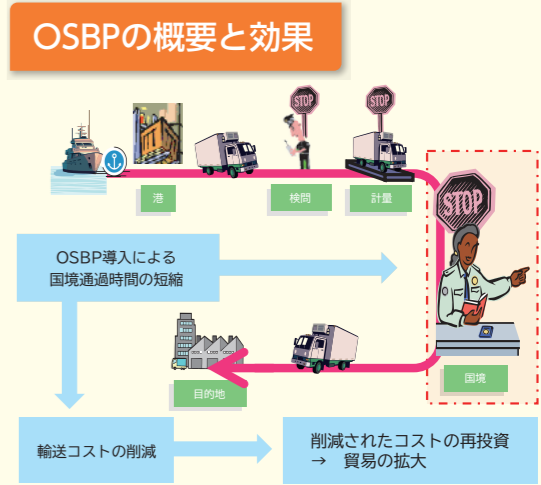 OSBPの概要と効果
STOP
STOP
港
検問
計量
STOP
OSBP導入による
国境通過時間の短縮
目的地
国境
輸送コストの削減
削減されたコストの再投資
→ 貿易の拡大